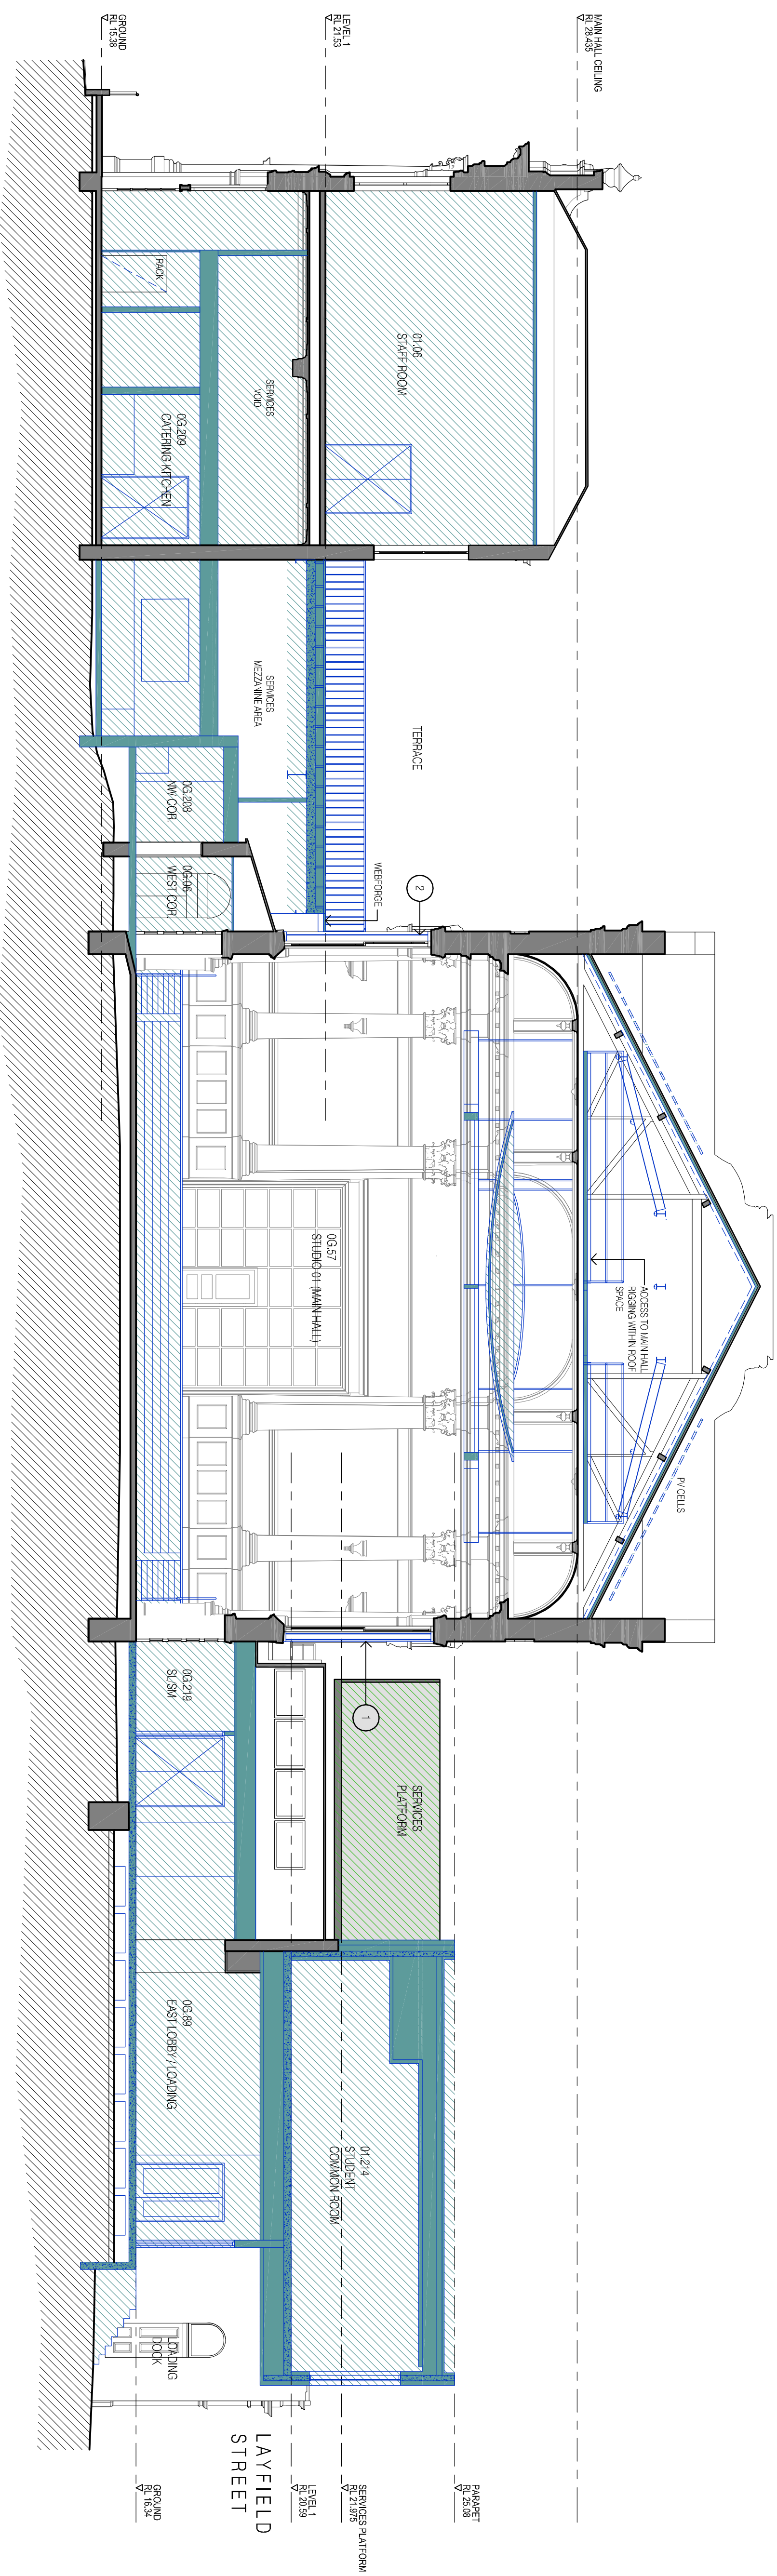 MAIN HALL CEILING
RL 28.435
LEVEL 1
RL 21.53
GROUND
RL 15.38
01.06
STAFF ROOM
SERVICES
VOID
RACK
0G.209
CATERING KITCHEN
TERRACE
SERVICES
MEZZANINE AREA
WEBFORGE
2
0G.208
NW COR.
0G.06
WEST COR.
ACCESS TO MAIN HALL
RIGGING WITHIN ROOF
SPACE
PV CELLS
0G.57
STUDIO 01 (MAIN HALL)
1
0G.219
SL/SM
SERVICES
PLATFORM
0G.89
EAST LOBBY / LOADING
01.214
STUDENT
COMMON ROOM
LOADING
DOCK
LAYFIELD
STREET
PARAPET
RL 25.08
SERVICES PLATFORM
RL 21.975
LEVEL 1
RL 20.59
GROUND
RL 16.34